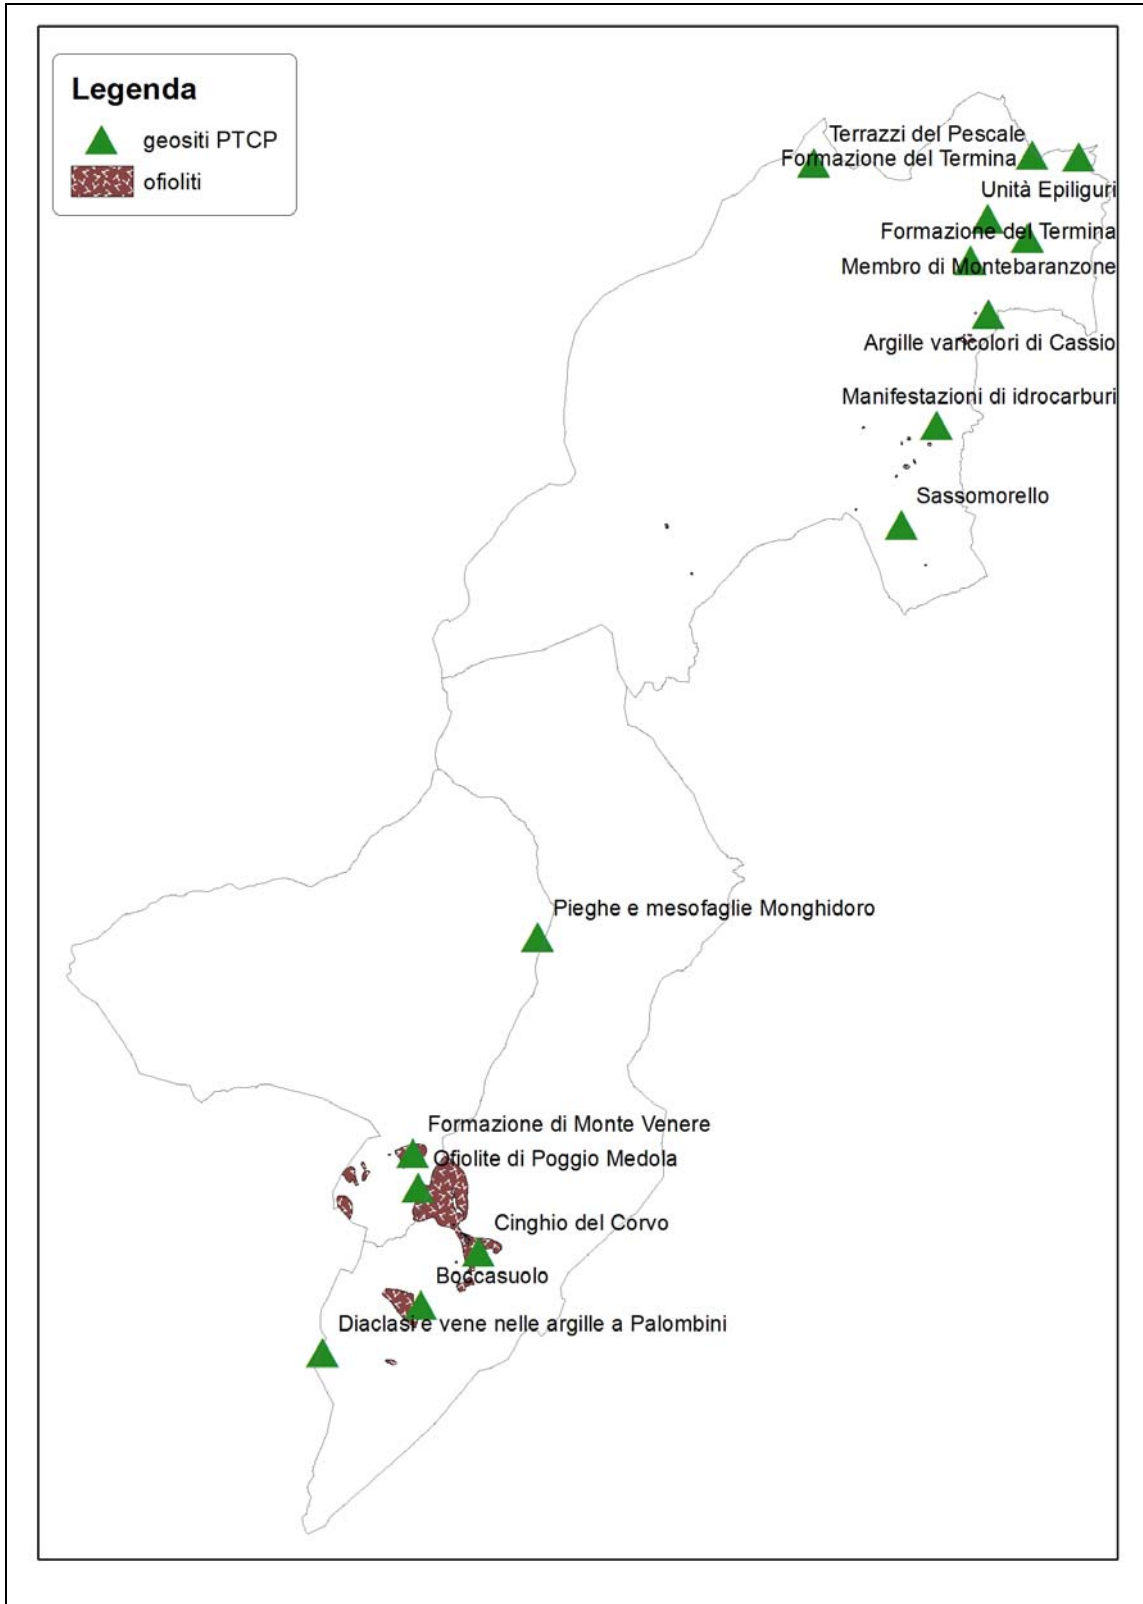 Legenda
geositi PTCP
ofioliti
Terrazzi del Pescale
Formazione del Termina
Unità Epiliguri
Formazione del Termina
Membro di Montebaranzone
Argille varicolori di Cassio
Manifestazioni di idrocarburi
Sassomorello
Pieghe e mesofaglie Monghidoro
Formazione di Monte Venere
Ofiolite di Poggio Medola
Cinghio del Corvo
Boccasuolo
Diaclasi e vene nelle argille a Palombini